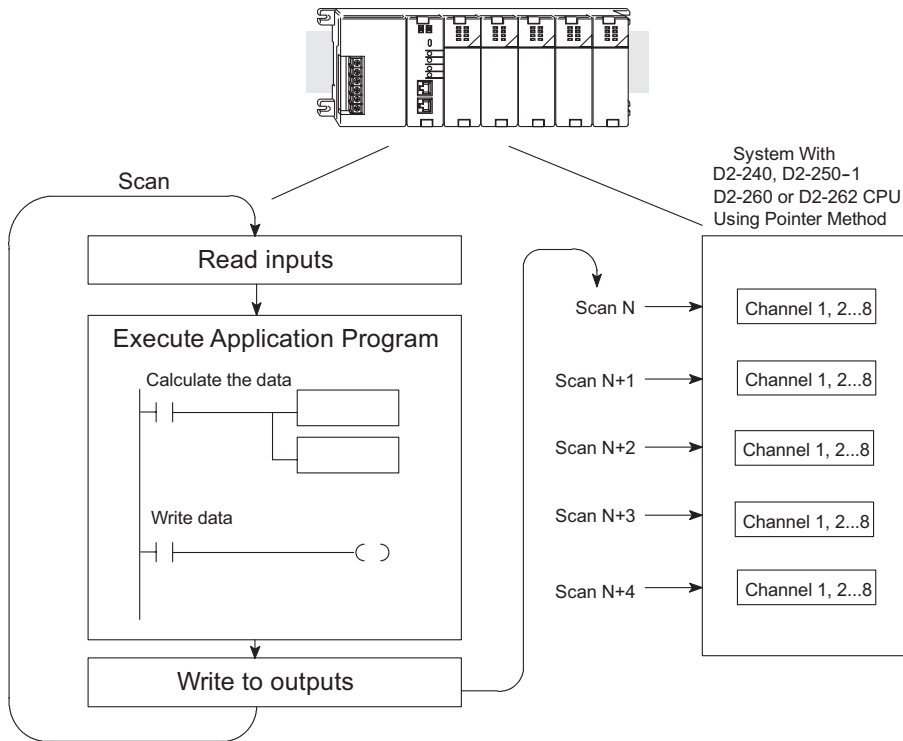 System With
D2-240, D2-250-1
D2-260 or D2-262 CPU
Using Pointer Method
Scan
Read inputs
Execute Application Program
Calculate the data
Write data
Write to outputs
Scan N
Channel 1, 2...8
Scan N+1
Channel 1, 2...8
Scan N+2
Channel 1, 2...8
Scan N+3
Channel 1, 2...8
Scan N+4
Channel 1, 2...8